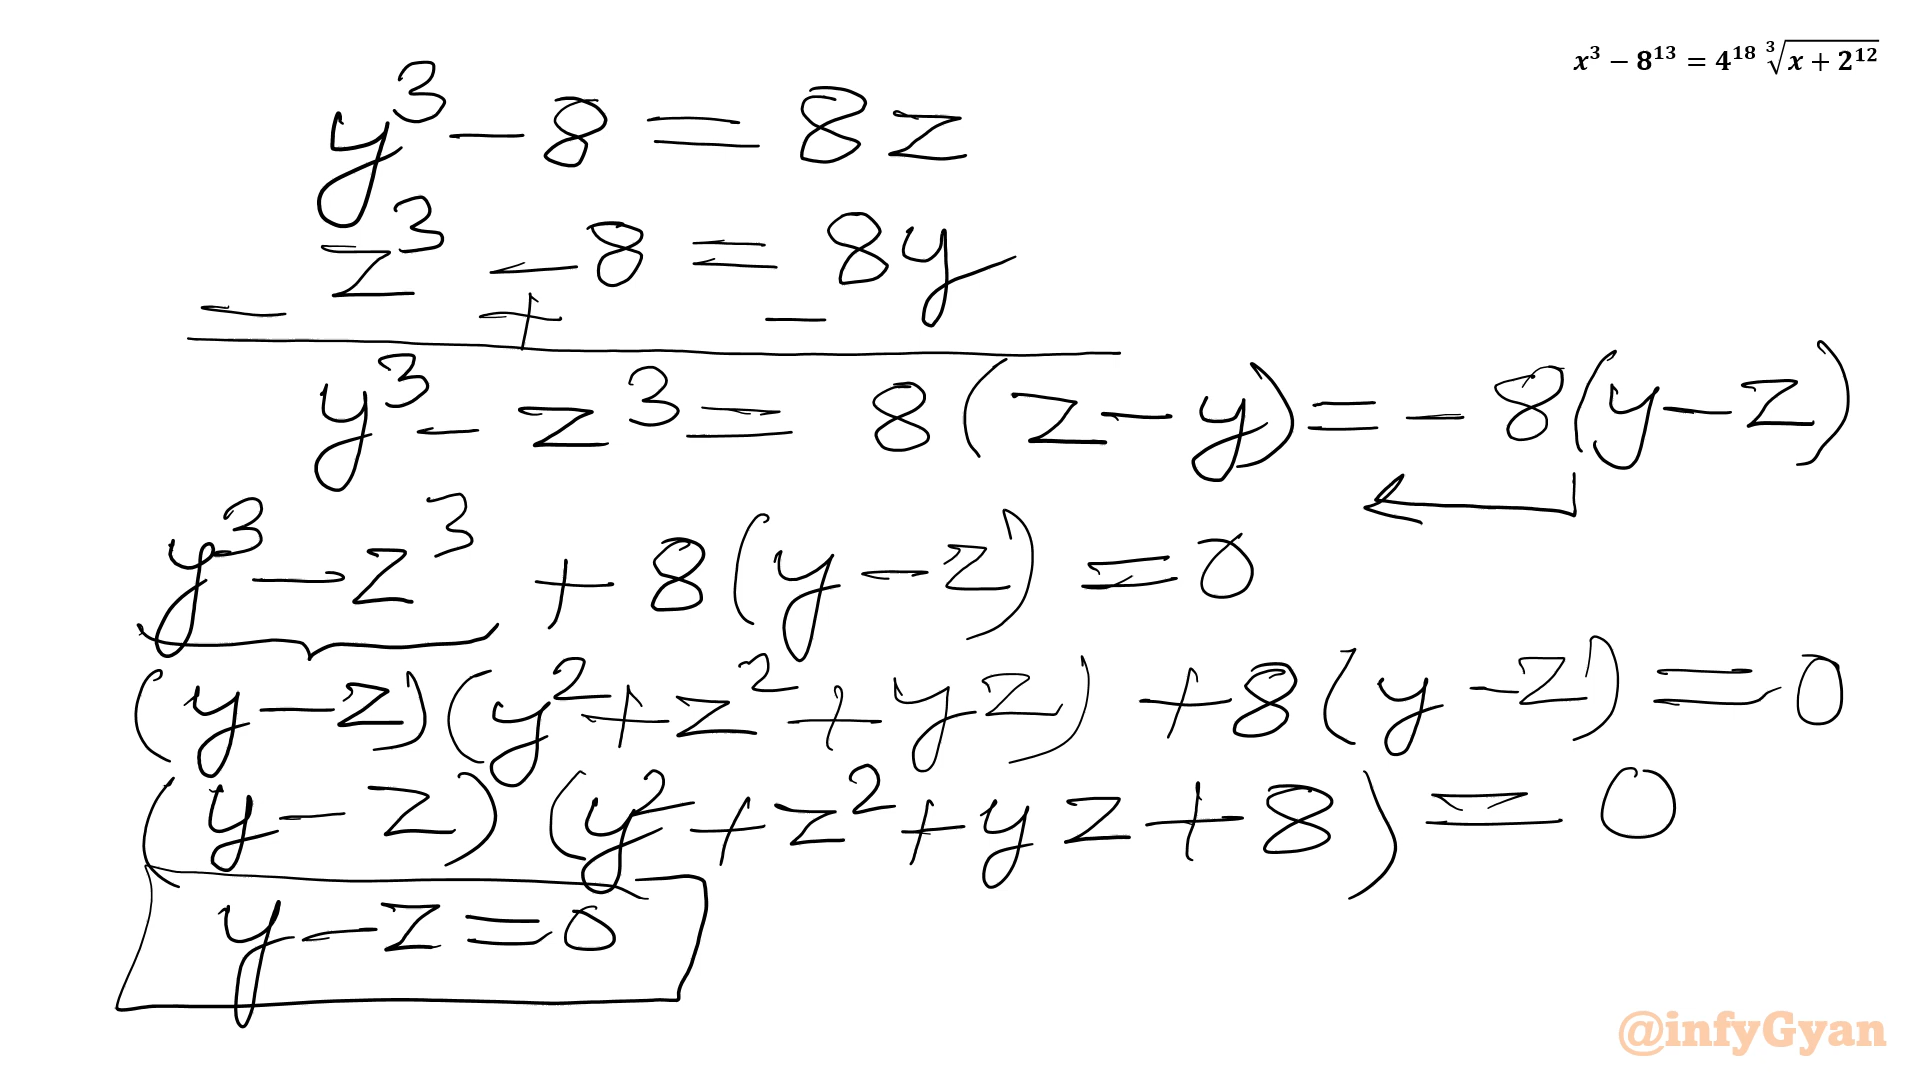 x³ − 8¹³ = 4¹⁸ ∛(x + 2¹²)
y³ − 8 = 8z
z³ − 8 = 8y
− + −
y³ − z³ = 8(z − y) = −8(y − z)
y³ − z³ + 8(y − z) = 0
(y − z)(y² + z² + yz) + 8(y − z) = 0
(y − z)(y² + z² + yz + 8) = 0
y − z = 0
@infyGyan